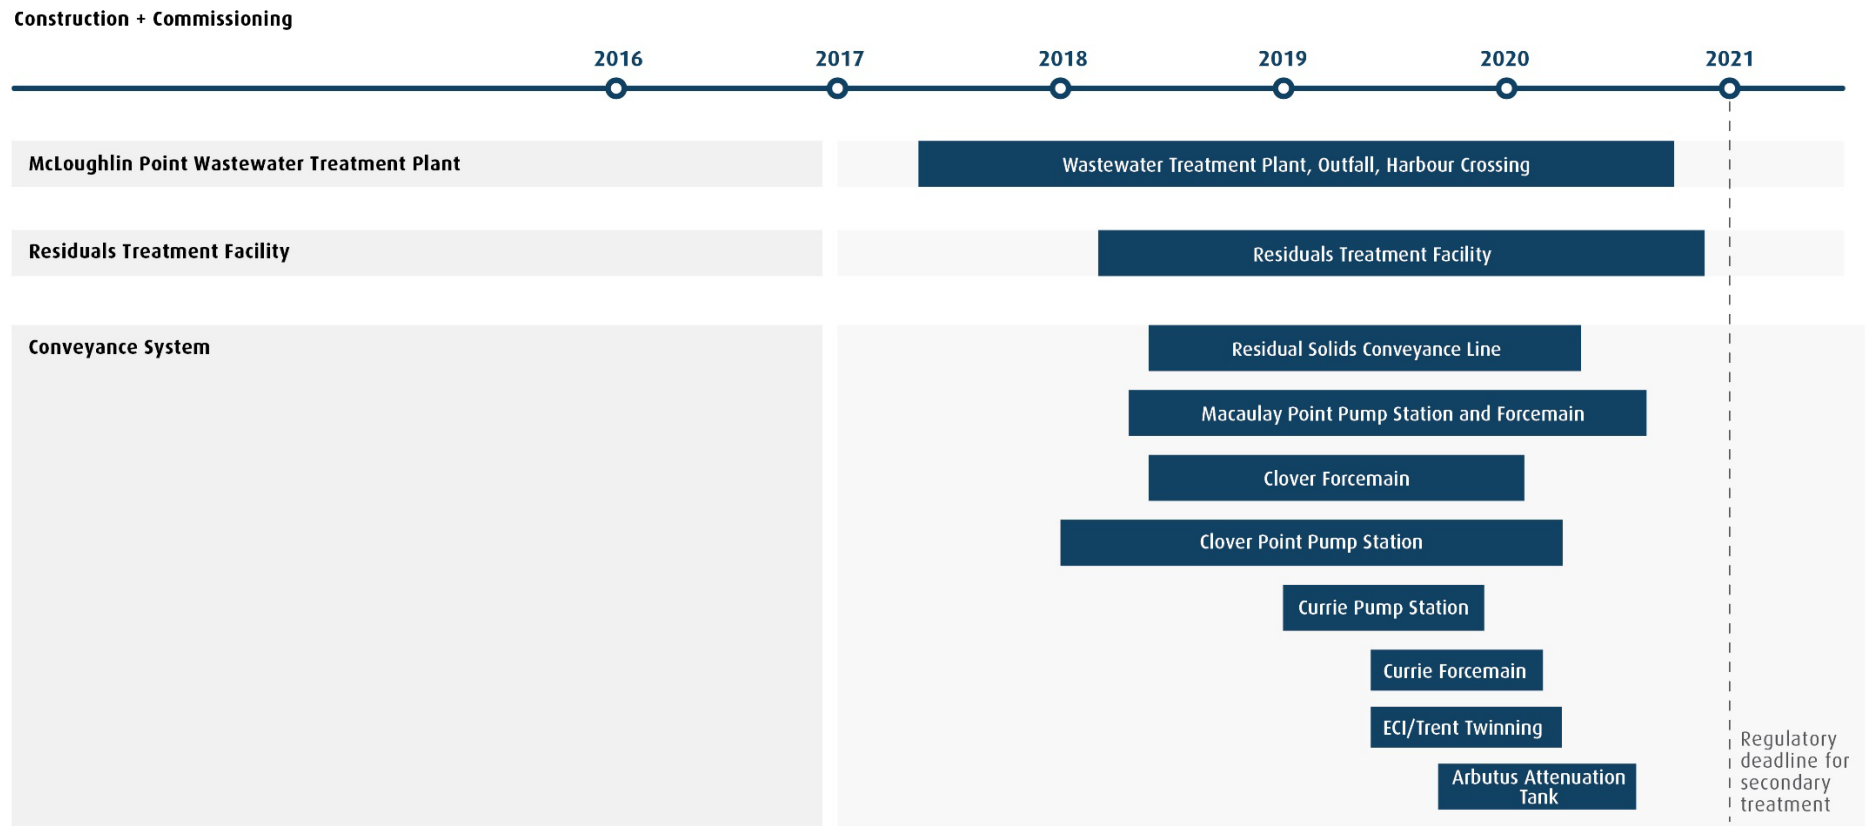 Construction + Commissioning
2016 2017 2018 2019 2020 2021
McLoughlin Point Wastewater Treatment Plant
Wastewater Treatment Plant, Outfall, Harbour Crossing
Residuals Treatment Facility
Residuals Treatment Facility
Conveyance System
Residual Solids Conveyance Line
Macaulay Point Pump Station and Forcemain
Clover Forcemain
Clover Point Pump Station
Currie Pump Station
Currie Forcemain
ECI/Trent Twinning
Arbutus Attenuation
Tank
Regulatory
deadline for
secondary
treatment